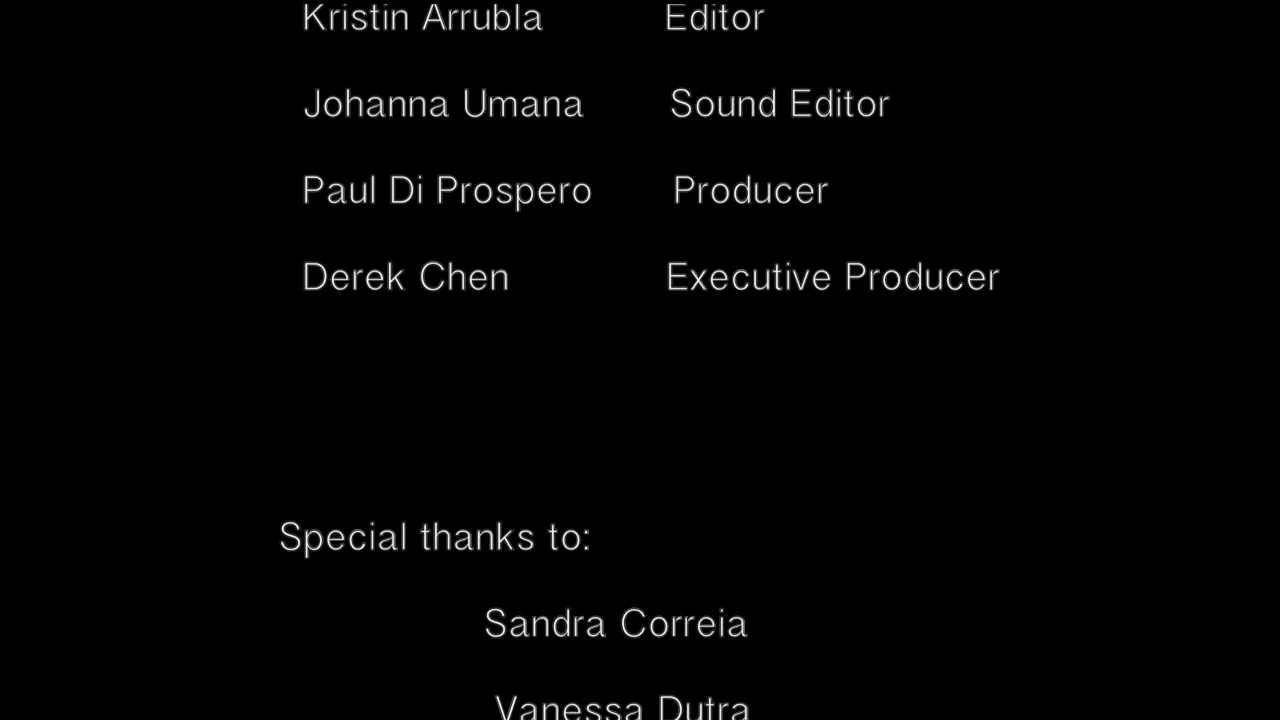 Kristin Arrubla Editor
Johanna Umana Sound Editor
Paul Di Prospero Producer
Derek Chen Executive Producer
Special thanks to:
Sandra Correia
Vanessa Dutra